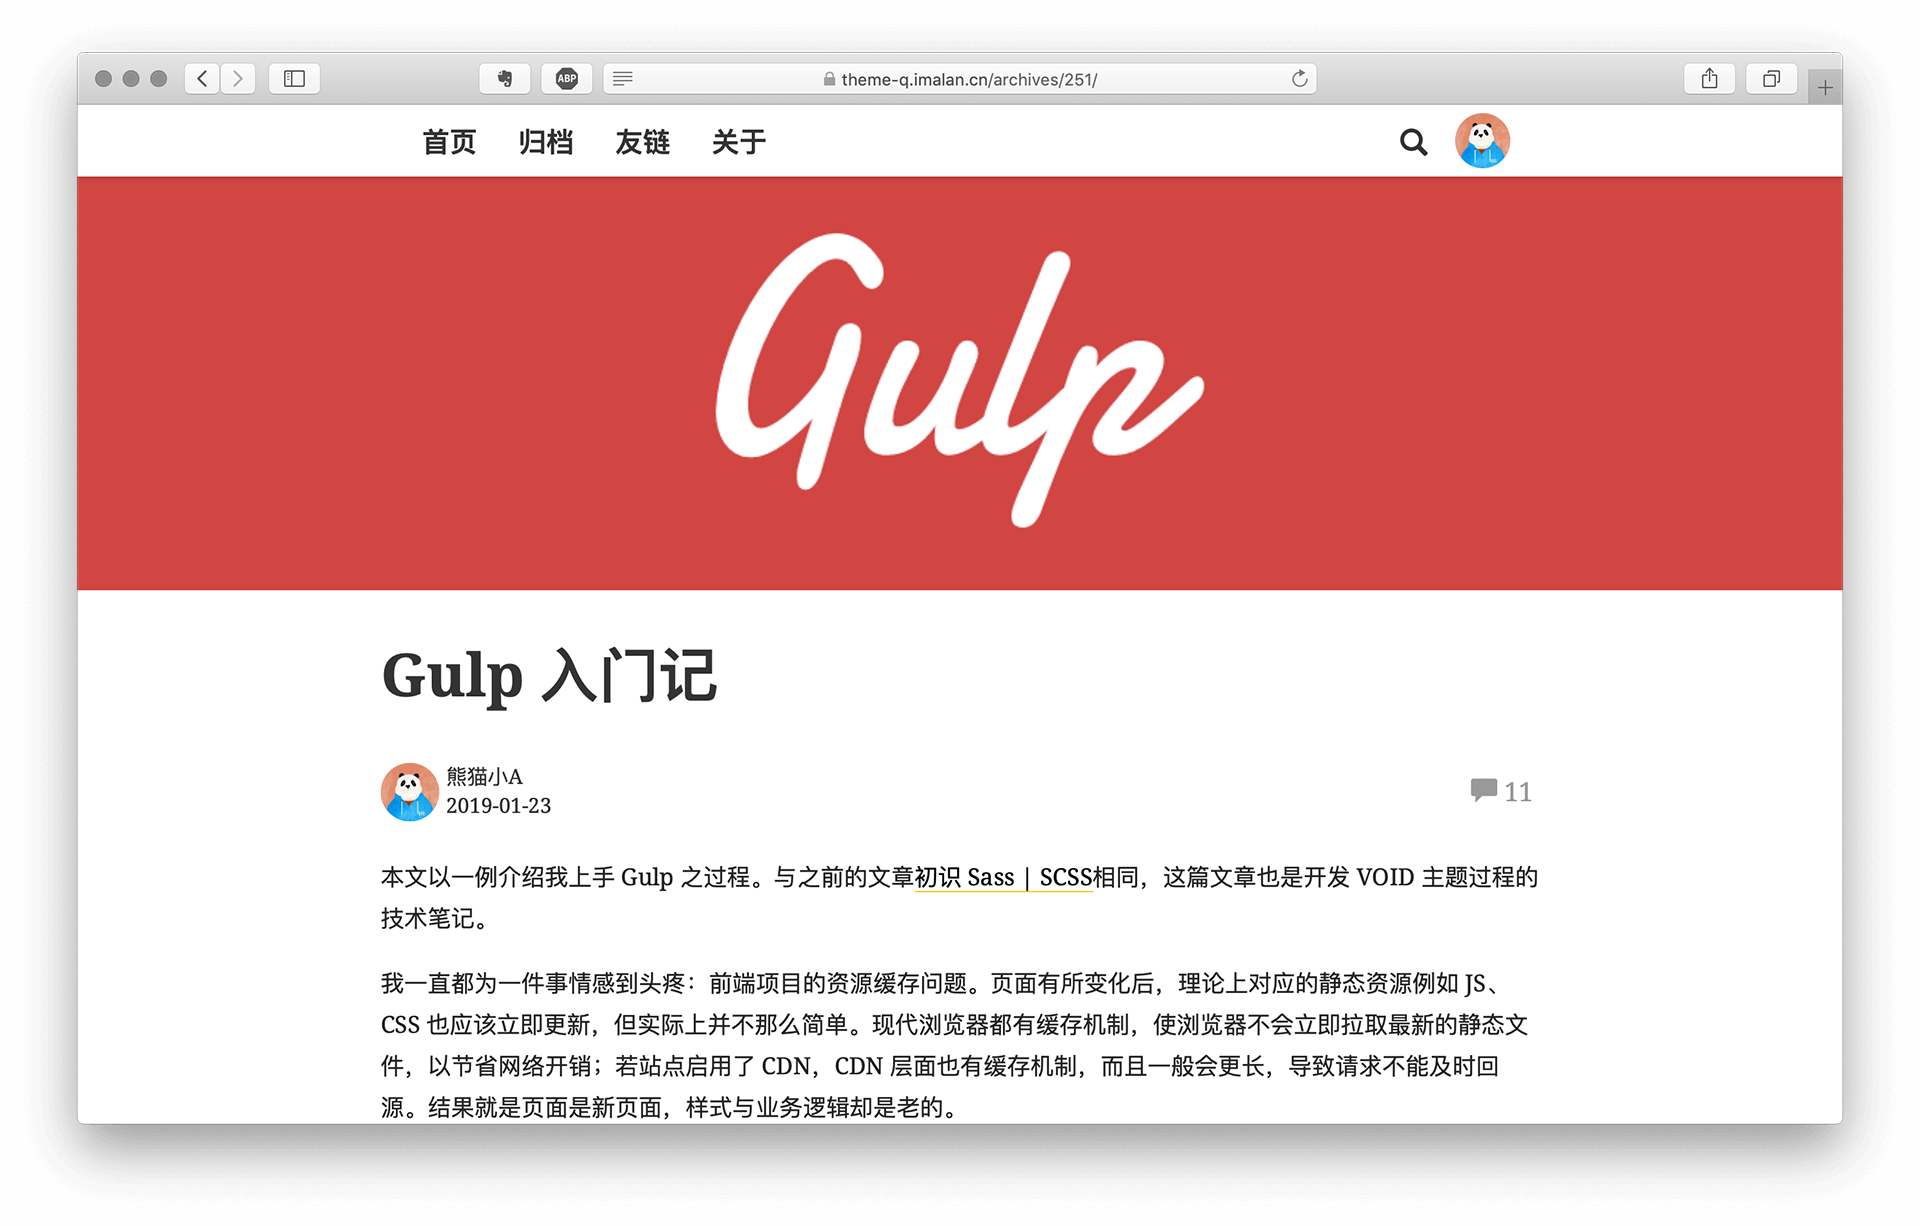 ABP
theme-q.imalan.cn/archives/251/
首页 归档 友链 关于
Gulp
Gulp 入门记
熊猫小A
2019-01-23
11
本文以一例介绍我上手 Gulp 之过程。与之前的文章初识 Sass | SCSS相同，这篇文章也是开发 VOID 主题过程的
技术笔记。
我一直都为一件事情感到头疼：前端项目的资源缓存问题。页面有所变化后，理论上对应的静态资源例如 JS、
CSS 也应该立即更新，但实际上并不那么简单。现代浏览器都有缓存机制，使浏览器不会立即拉取最新的静态文
件，以节省网络开销；若站点启用了 CDN，CDN 层面也有缓存机制，而且一般会更长，导致请求不能及时回
源。结果就是页面是新页面，样式与业务逻辑却是老的。